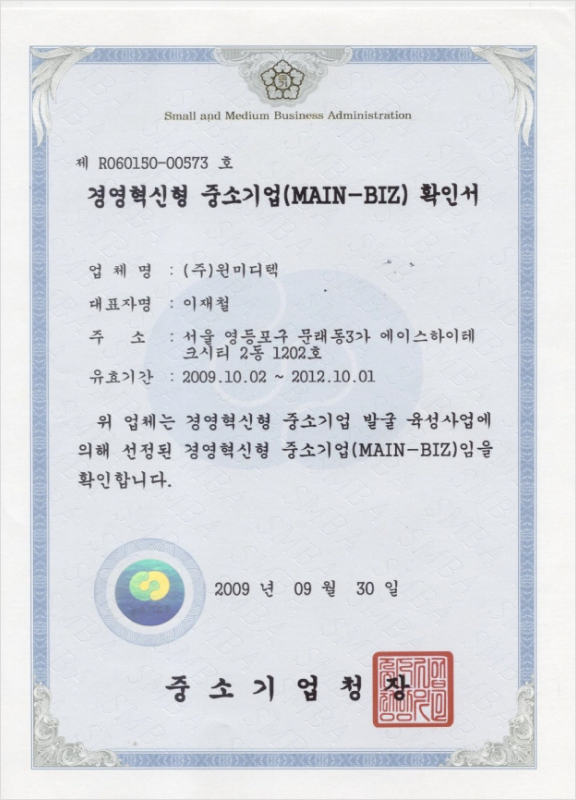 Small and Medium Business Administration
제 R060150-00573 호
경영혁신형 중소기업(MAIN-BIZ) 확인서
업 체 명 : (주)원미디텍
대표자명 : 이재철
주 소 : 서울 영등포구 문래동3가 에이스하이테
크시티 2동 1202호
유효기간 : 2009.10.02 ~ 2012.10.01
위 업체는 경영혁신형 중소기업 발굴 육성사업에
의해 선정된 경영혁신형 중소기업(MAIN-BIZ)임을
확인합니다.
2009 년 09 월 30 일
중 소 기 업 청 장